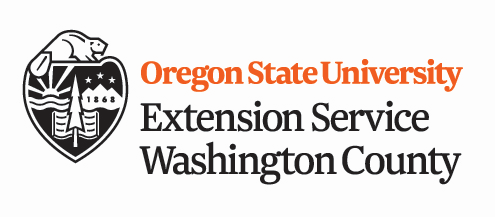 1868
Oregon State University
Extension Service
Washington County